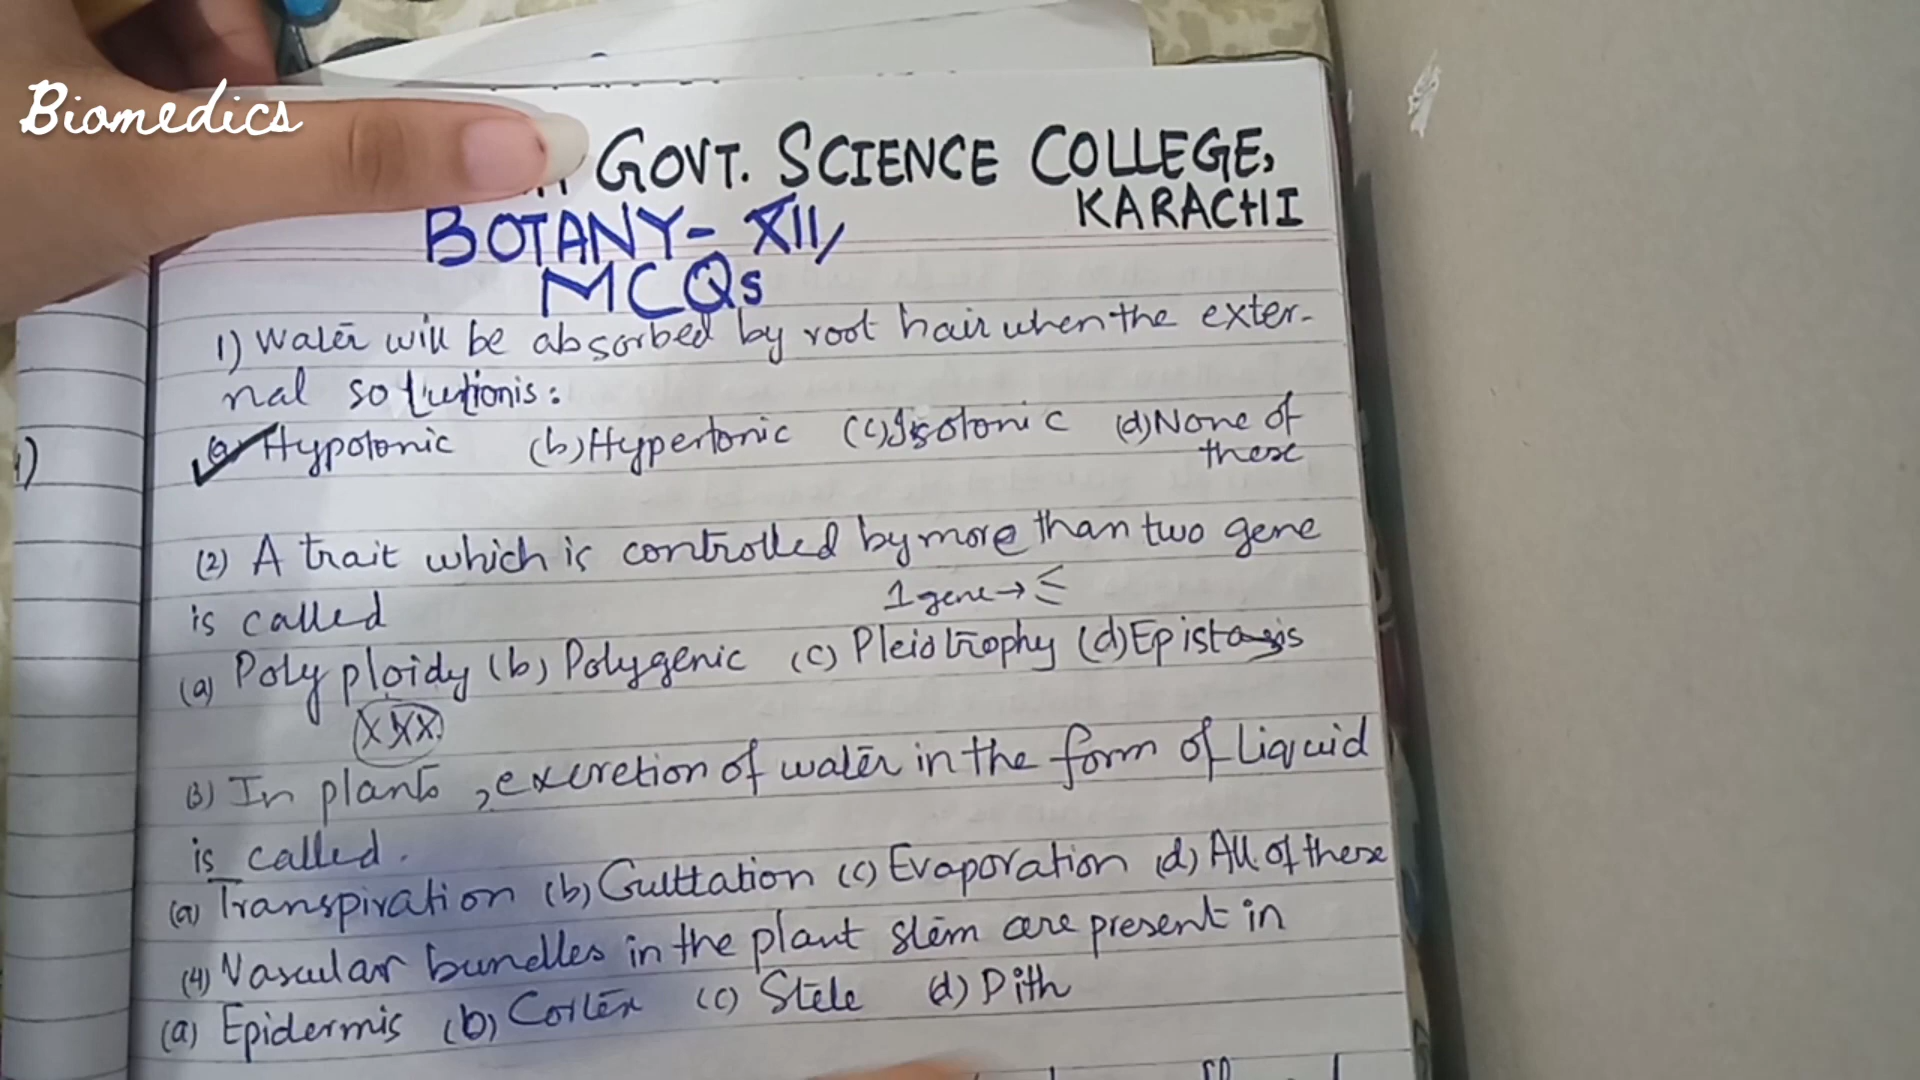 Biomedics
GOVT. SCIENCE COLLEGE,
KARACHI
BOTANY- XII,
MCQs
1) Water will be absorbed by root hair when the exter-
nal solution is:
(a) Hypotonic (b) Hypertonic (c) Isotonic (d) None of
these
(2) A trait which is controlled by more than two gene
is called
1 gene →
(a) Poly ploidy (b) Polygenic (c) Pleiotrophy (d) Epistasis
XXX
(3) In plants, excretion of water in the form of Liquid
is called.
(a) Transpiration (b) Gulttation (c) Evaporation (d) All of these
(4) Vascular bundles in the plant stem are present in
(a) Epidermis (b) Cortex (c) Stele (d) Pith